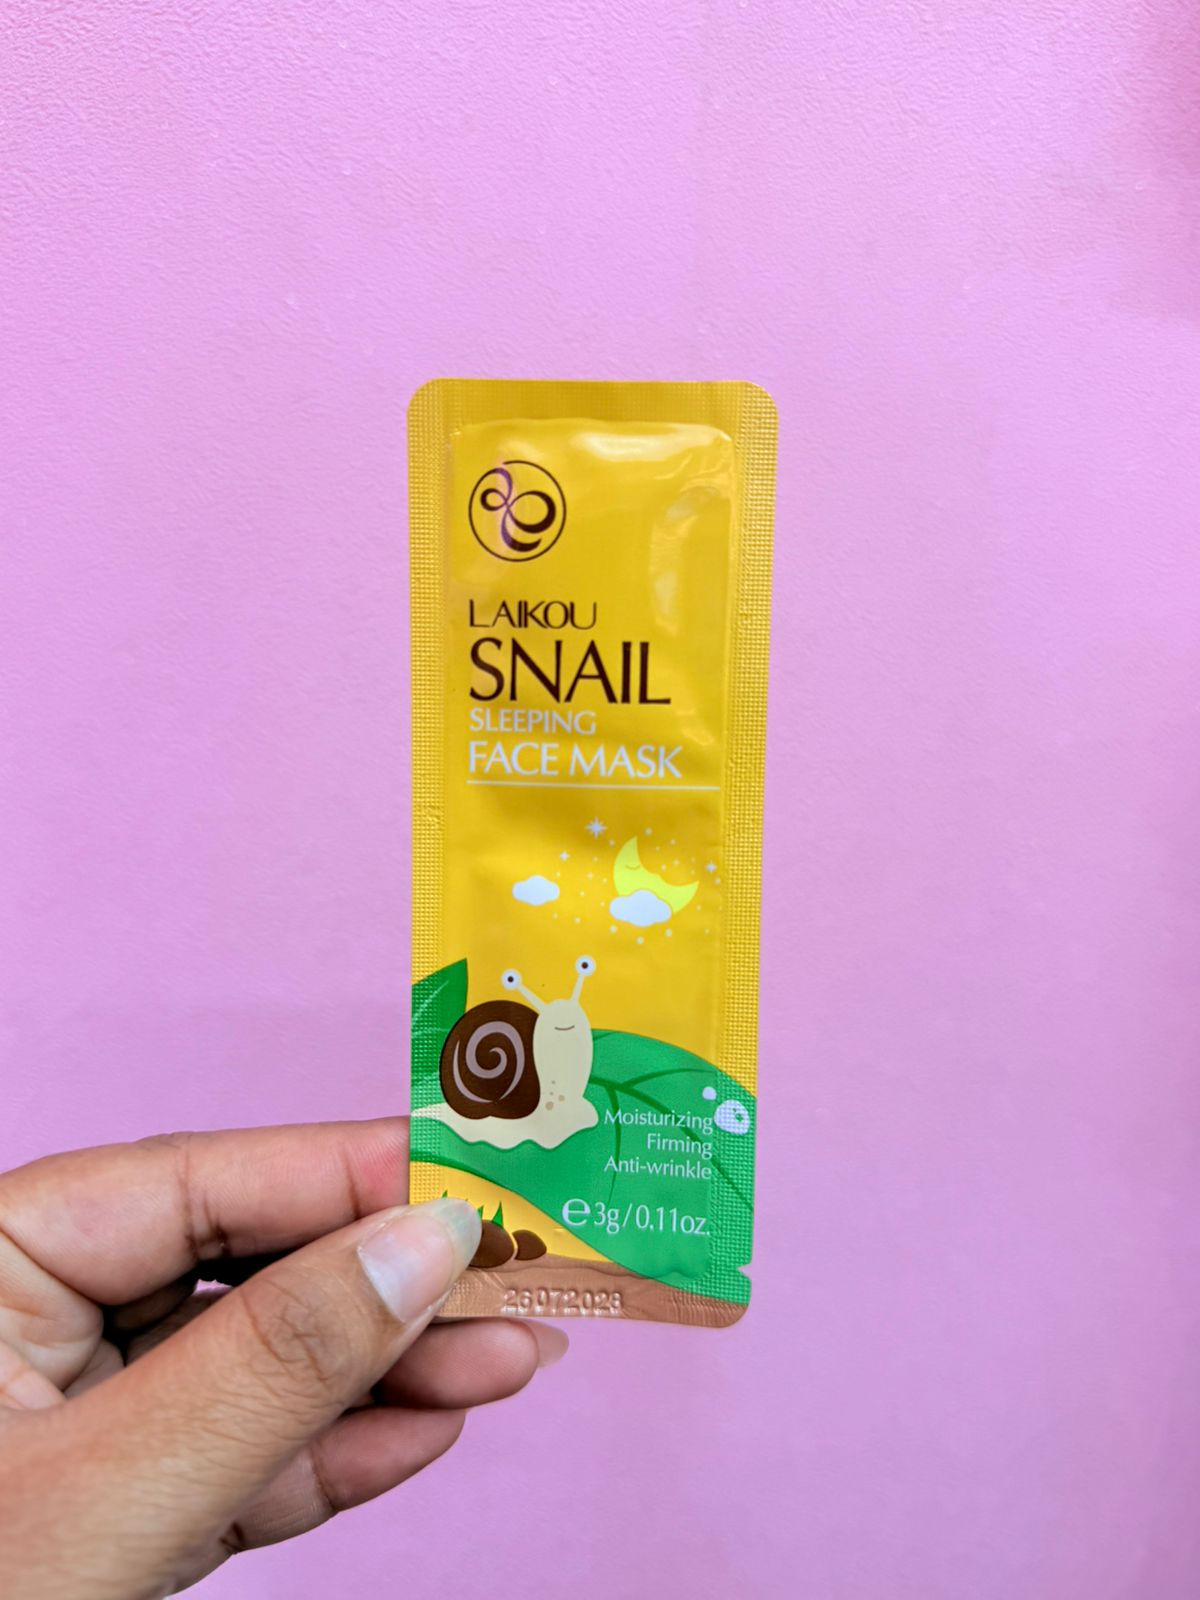 LAIKOU
SNAIL
SLEEPING
FACE MASK
Moisturizing
Firming
Anti-wrinkle
℮ 3g/0.11oz.
26072028